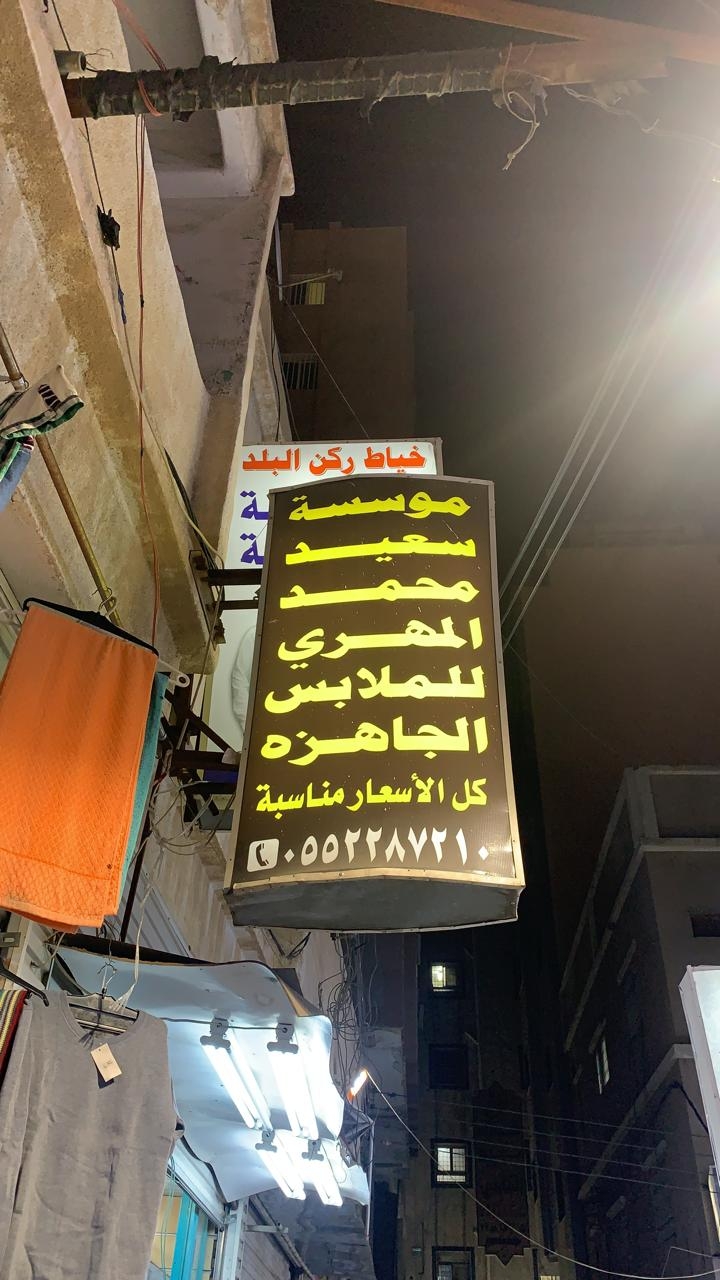 خياط ركن البلد
موسسة
سعيد
محمد
المهري
للملابس
الجاهزه
كل الأسعار مناسبة
٠٥٥٢٢٨٧٢١٠